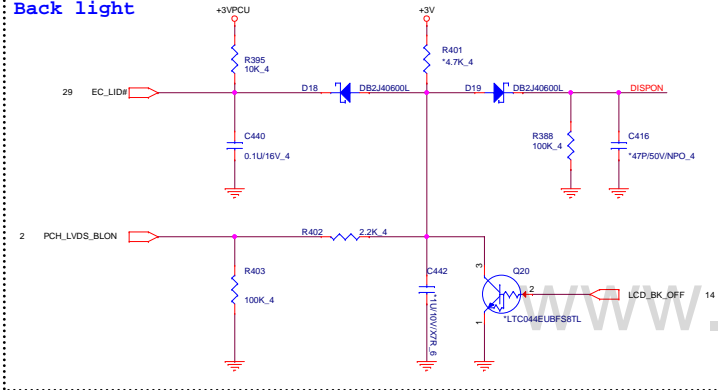 Back light
+3VPCU
+3V
R395
10K_4
R401
*4.7K_4
29 EC_LID#
D18 DB2J40600L
D19 DB2J40600L
DISPON
C440
0.1U/16V_4
R388
100K_4
C416
*47P/50V/NPO_4
2 PCH_LVDS_BLON
R402 2.2K_4
R403
100K_4
C442
*1U/10V/X7R_6
3
Q20
2
1
*LTC044EUBFS8TL
LCD_BK_OFF 14
www.